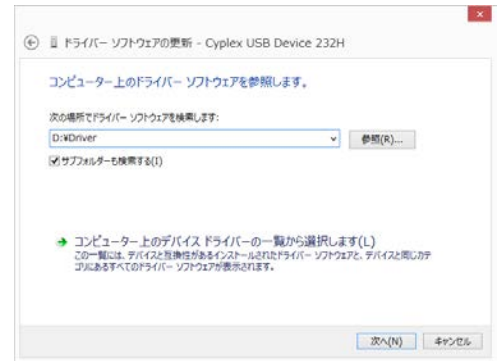 ドライバー ソフトウェアの更新 - Cyplex USB Device 232H
コンピューター上のドライバー ソフトウェアを参照します。
次の場所でドライバー ソフトウェアを検索します:
D:¥Driver
参照(R)...
サブフォルダーも検索する(I)
コンピューター上のデバイス ドライバーの一覧から選択します(L)
この一覧には、デバイスと互換性があるインストールされたドライバー ソフトウェアと、デバイスと同じカテ
ゴリにあるすべてのドライバー ソフトウェアが表示されます。
次へ(N)
キャンセル